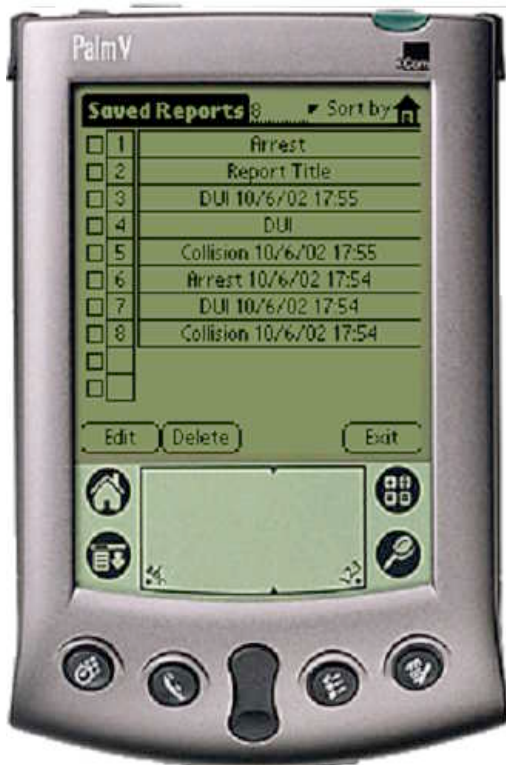 Palm V
3Com
Saved Reports 8 Sort by
1 Arrest
2 Report Title
3 DUI 10/6/02 17:55
4 DUI
5 Collision 10/6/02 17:55
6 Arrest 10/6/02 17:54
7 DUI 10/6/02 17:54
8 Collision 10/6/02 17:54
Edit Delete Exit